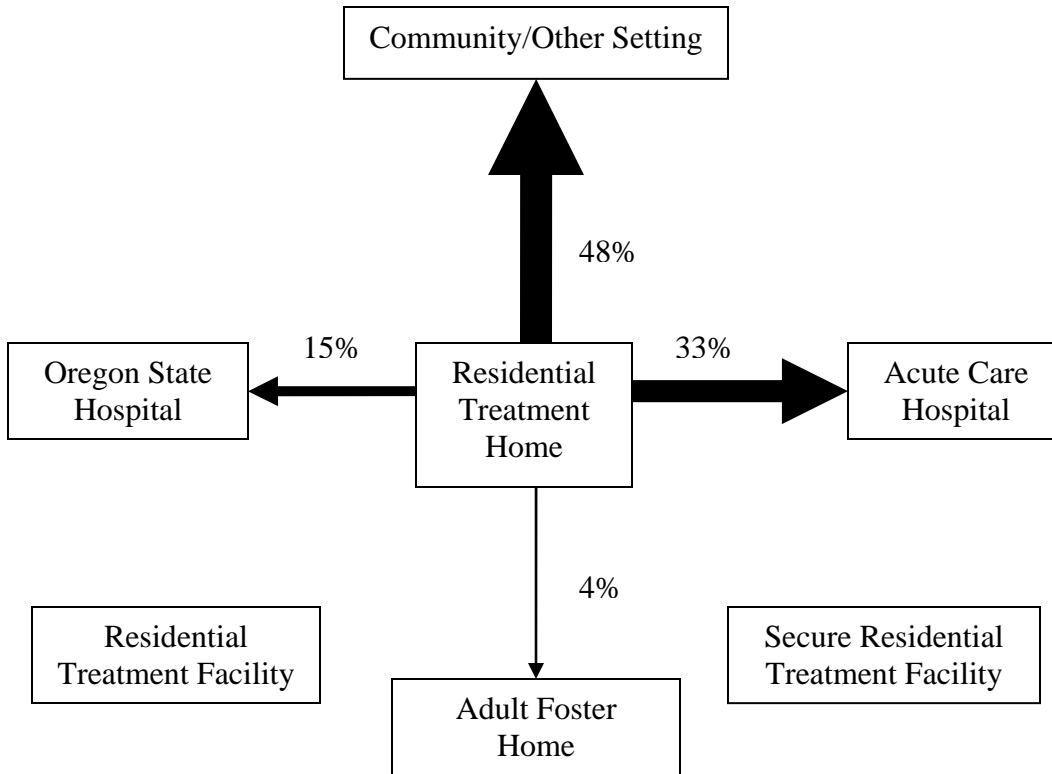 Community/Other Setting
48%
15%
33%
Oregon State
Hospital
Residential
Treatment
Home
Acute Care
Hospital
4%
Residential
Treatment Facility
Secure Residential
Treatment Facility
Adult Foster
Home